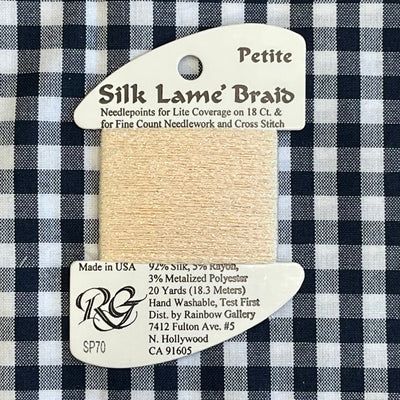 Petite
Silk Lamé Braid
Needlepoints for Lite Coverage on 18 Ct. &
for Fine Count Needlework and Cross Stitch
Made in USA
RG
SP70
92% Silk, 5% Rayon,
3% Metalized Polyester
20 Yards (18.3 Meters)
Hand Washable, Test First
Dist. by Rainbow Gallery
7412 Fulton Ave. #5
N. Hollywood
CA 91605